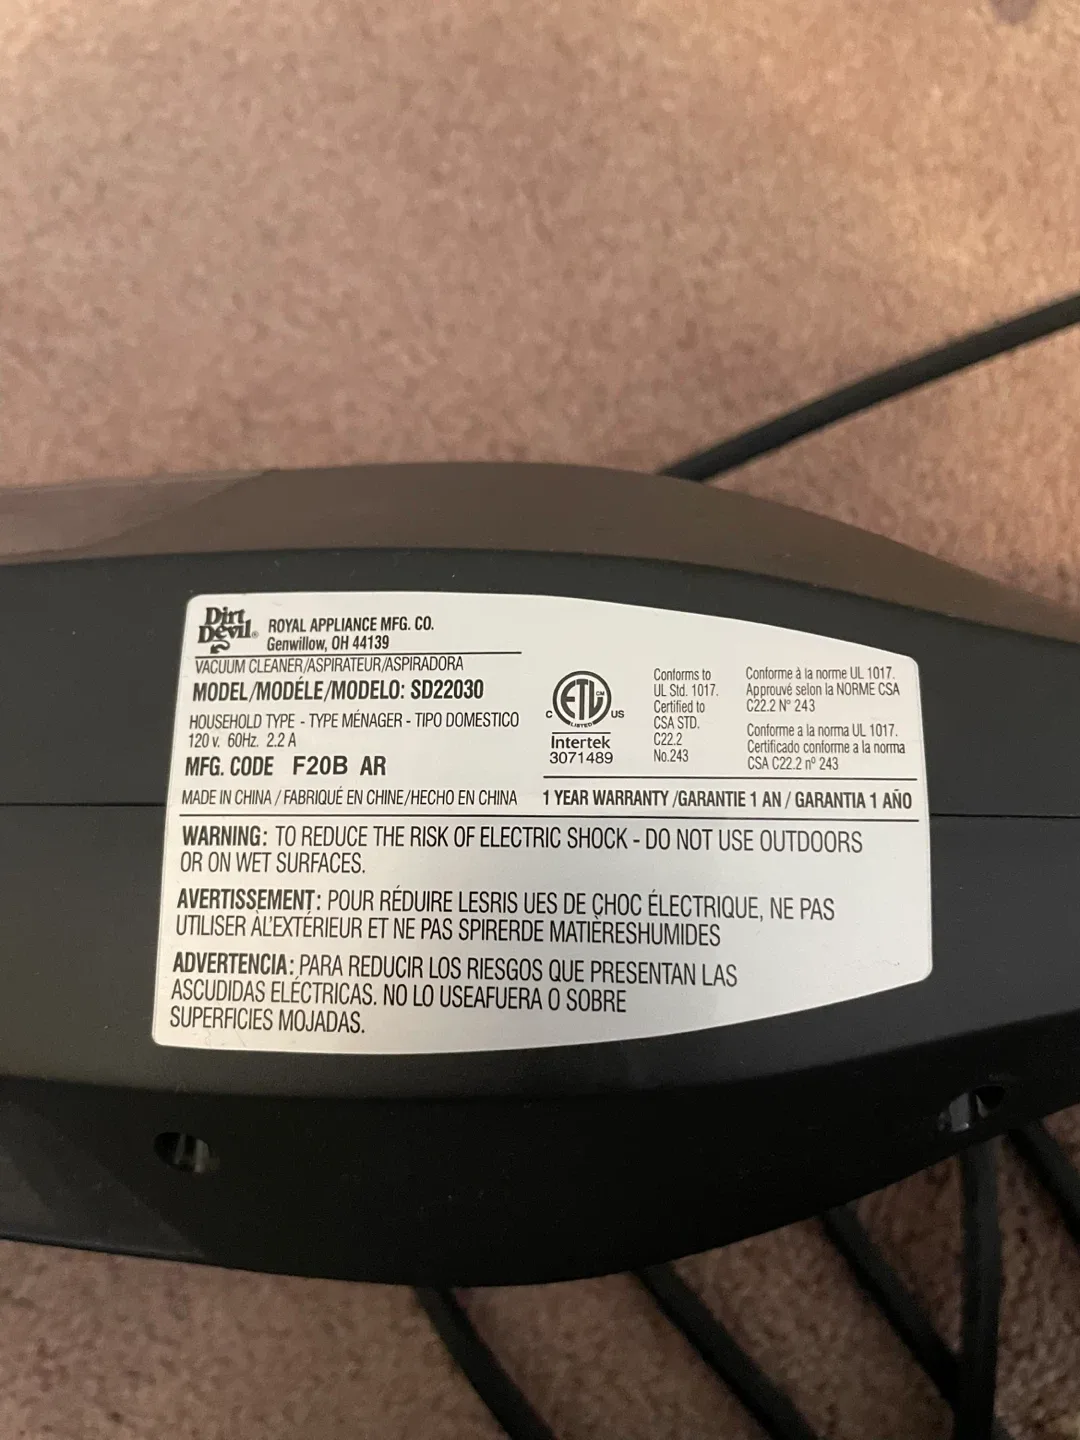 Dirt Devil®
ROYAL APPLIANCE MFG. CO.
Genwillow, OH 44139
VACUUM CLEANER/ASPIRATEUR/ASPIRADORA
MODEL/MODÉLE/MODELO: SD22030
HOUSEHOLD TYPE - TYPE MÉNAGER - TIPO DOMESTICO
120 v. 60Hz. 2.2 A
MFG. CODE F20B AR
MADE IN CHINA / FABRIQUÉ EN CHINE/HECHO EN CHINA
ETL CM
LISTED
C US
Intertek
3071489
Conforms to
UL Std. 1017.
Certified to
CSA STD.
C22.2
No.243
Conforme à la norme UL 1017.
Approuvé selon la NORME CSA
C22.2 N° 243
Conforme a la norma UL 1017.
Certificado conforme a la norma
CSA C22.2 nº 243
1 YEAR WARRANTY /GARANTIE 1 AN / GARANTIA 1 AÑO
WARNING: TO REDUCE THE RISK OF ELECTRIC SHOCK - DO NOT USE OUTDOORS
OR ON WET SURFACES.
AVERTISSEMENT: POUR RÉDUIRE LESRIS UES DE CHOC ÉLECTRIQUE, NE PAS
UTILISER ÀL'EXTÉRIEUR ET NE PAS SPIRERDE MATIÈRESHUMIDES
ADVERTENCIA: PARA REDUCIR LOS RIESGOS QUE PRESENTAN LAS
ASCUDIDAS ELÉCTRICAS. NO LO USEAFUERA O SOBRE
SUPERFICIES MOJADAS.